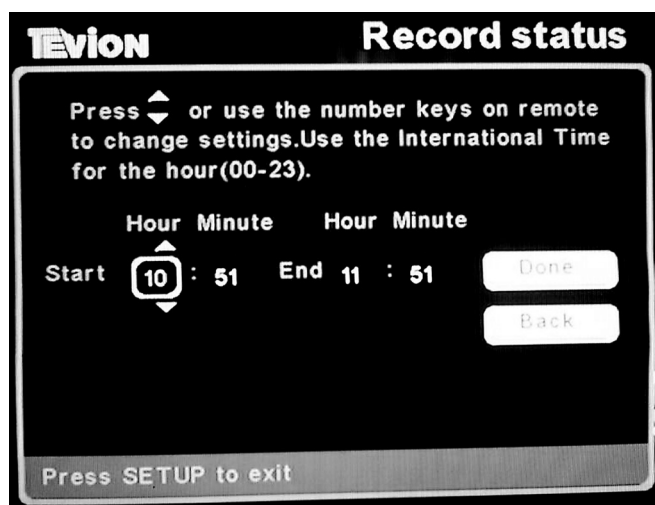 TEVION
Record status
Press or use the number keys on remote
to change settings.Use the International Time
for the hour(00-23).
Hour Minute Hour Minute
Start 10 : 51 End 11 : 51 Done
Back
Press SETUP to exit